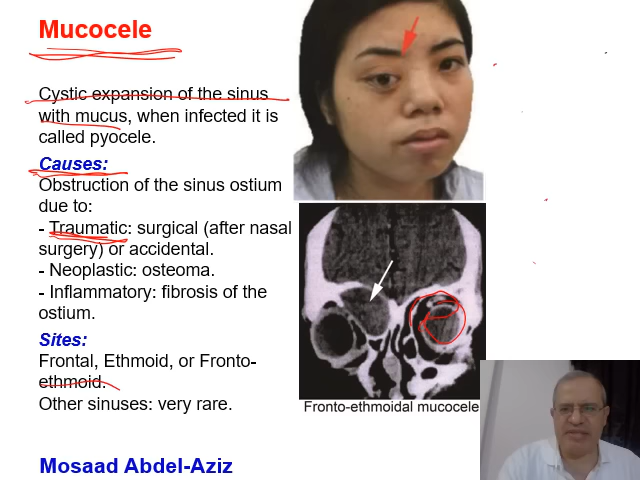 Mucocele
Cystic expansion of the sinus
with mucus, when infected it is
called pyocele.
Causes:
Obstruction of the sinus ostium
due to:
- Traumatic: surgical (after nasal
surgery) or accidental.
- Neoplastic: osteoma.
- Inflammatory: fibrosis of the
ostium.
Sites:
Frontal, Ethmoid, or Fronto-
ethmoid.
Other sinuses: very rare.
Fronto-ethmoidal mucocele
Mosaad Abdel-Aziz